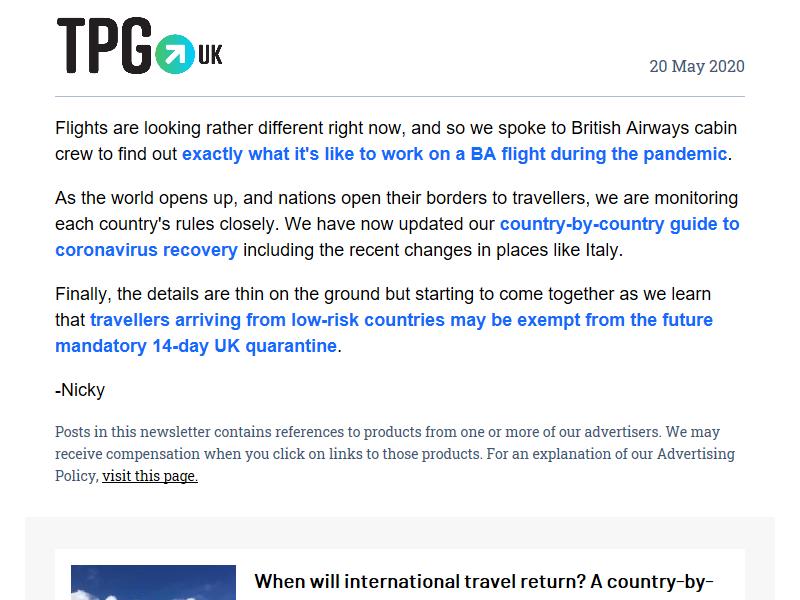 TPG UK
20 May 2020
Flights are looking rather different right now, and so we spoke to British Airways cabin
crew to find out exactly what it's like to work on a BA flight during the pandemic.
As the world opens up, and nations open their borders to travellers, we are monitoring
each country's rules closely. We have now updated our country-by-country guide to
coronavirus recovery including the recent changes in places like Italy.
Finally, the details are thin on the ground but starting to come together as we learn
that travellers arriving from low-risk countries may be exempt from the future
mandatory 14-day UK quarantine.
-Nicky
Posts in this newsletter contains references to products from one or more of our advertisers. We may
receive compensation when you click on links to those products. For an explanation of our Advertising
Policy, visit this page.
When will international travel return? A country-by-